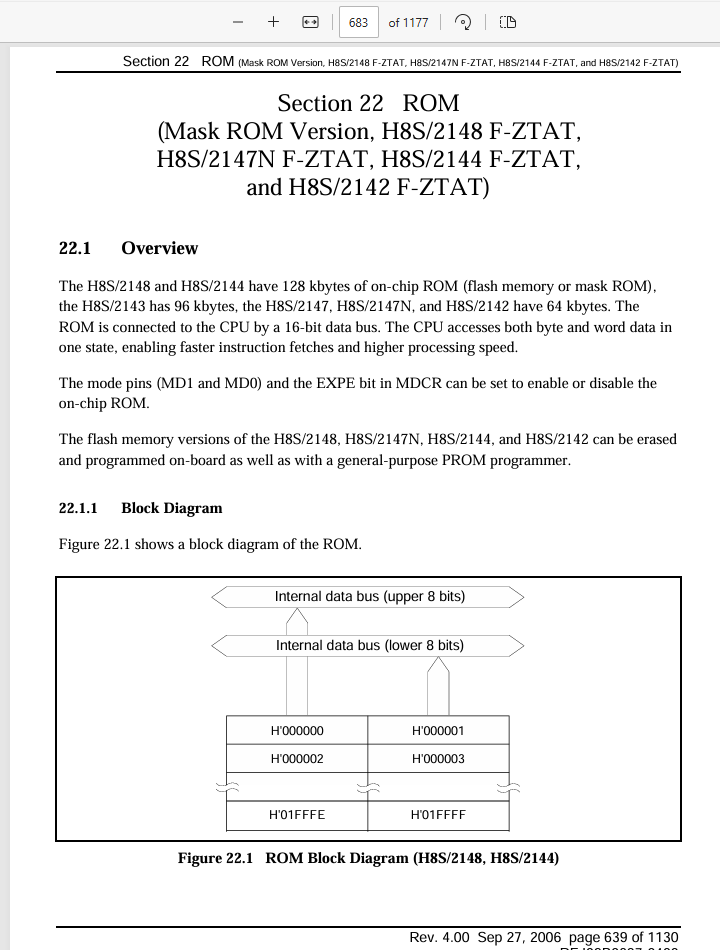 683 of 1177
Section 22 ROM (Mask ROM Version, H8S/2148 F-ZTAT, H8S/2147N F-ZTAT, H8S/2144 F-ZTAT, and H8S/2142 F-ZTAT)
Section 22 ROM
(Mask ROM Version, H8S/2148 F-ZTAT,
H8S/2147N F-ZTAT, H8S/2144 F-ZTAT,
and H8S/2142 F-ZTAT)
22.1 Overview
The H8S/2148 and H8S/2144 have 128 kbytes of on-chip ROM (flash memory or mask ROM),
the H8S/2143 has 96 kbytes, the H8S/2147, H8S/2147N, and H8S/2142 have 64 kbytes. The
ROM is connected to the CPU by a 16-bit data bus. The CPU accesses both byte and word data in
one state, enabling faster instruction fetches and higher processing speed.
The mode pins (MD1 and MD0) and the EXPE bit in MDCR can be set to enable or disable the
on-chip ROM.
The flash memory versions of the H8S/2148, H8S/2147N, H8S/2144, and H8S/2142 can be erased
and programmed on-board as well as with a general-purpose PROM programmer.
22.1.1 Block Diagram
Figure 22.1 shows a block diagram of the ROM.
Internal data bus (upper 8 bits)
Internal data bus (lower 8 bits)
H'000000 H'000001
H'000002 H'000003
H'01FFFE H'01FFFF
Figure 22.1 ROM Block Diagram (H8S/2148, H8S/2144)
Rev. 4.00 Sep 27, 2006 page 639 of 1130